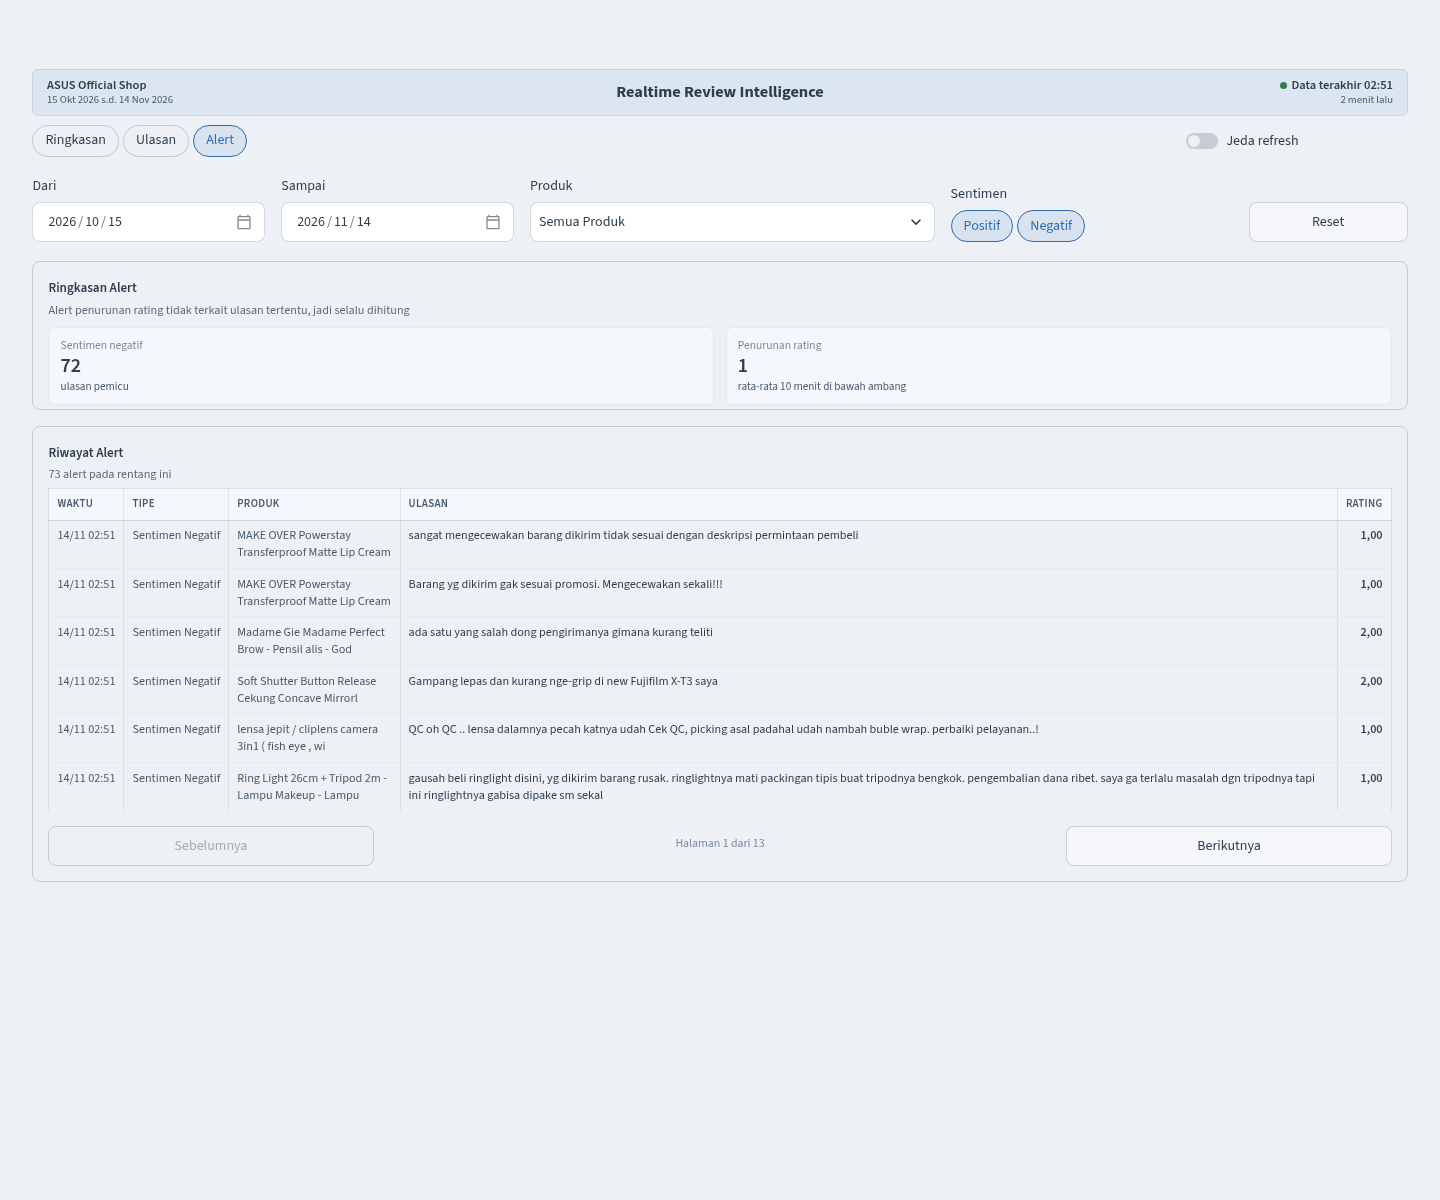 ASUS Official Shop
15 Okt 2026 s.d. 14 Nov 2026
Realtime Review Intelligence
Data terakhir 02:51
2 menit lalu
Ringkasan
Ulasan
Alert
Jeda refresh
Dari
Sampai
Produk
Sentimen
2026 / 10 / 15
2026 / 11 / 14
Semua Produk
Positif
Negatif
Reset
Ringkasan Alert
Alert penurunan rating tidak terkait ulasan tertentu, jadi selalu dihitung
Sentimen negatif
72
ulasan pemicu
Penurunan rating
1
rata-rata 10 menit di bawah ambang
Riwayat Alert
73 alert pada rentang ini
WAKTU TIPE PRODUK ULASAN RATING
14/11 02:51 Sentimen Negatif MAKE OVER Powerstay sangat mengecewakan barang dikirim tidak sesuai dengan deskripsi permintaan pembeli 1,00
Transferproof Matte Lip Cream
14/11 02:51 Sentimen Negatif MAKE OVER Powerstay Barang yg dikirim gak sesuai promosi. Mengecewakan sekali!!! 1,00
Transferproof Matte Lip Cream
14/11 02:51 Sentimen Negatif Madame Gie Madame Perfect ada satu yang salah dong pengirimanya gimana kurang teliti 2,00
Brow - Pensil alis - God
14/11 02:51 Sentimen Negatif Soft Shutter Button Release Gampang lepas dan kurang nge-grip di new Fujifilm X-T3 saya 2,00
Cekung Concave Mirrorl
14/11 02:51 Sentimen Negatif lensa jepit / cliplens camera QC oh QC .. lensa dalamnya pecah katnya udah Cek QC, picking asal padahal udah nambah buble wrap. perbaiki pelayanan..! 1,00
3in1 ( fish eye , wi
14/11 02:51 Sentimen Negatif Ring Light 26cm + Tripod 2m - gausah beli ringlight disini, yg dikirim barang rusak. ringlightnya mati packingan tipis buat tripodnya bengkok. pengembalian dana ribet. saya ga terlalu masalah dgn tripodnya tapi 1,00
Lampu Makeup - Lampu ini ringlightnya gabisa dipake sm sekal
Sebelumnya
Halaman 1 dari 13
Berikutnya